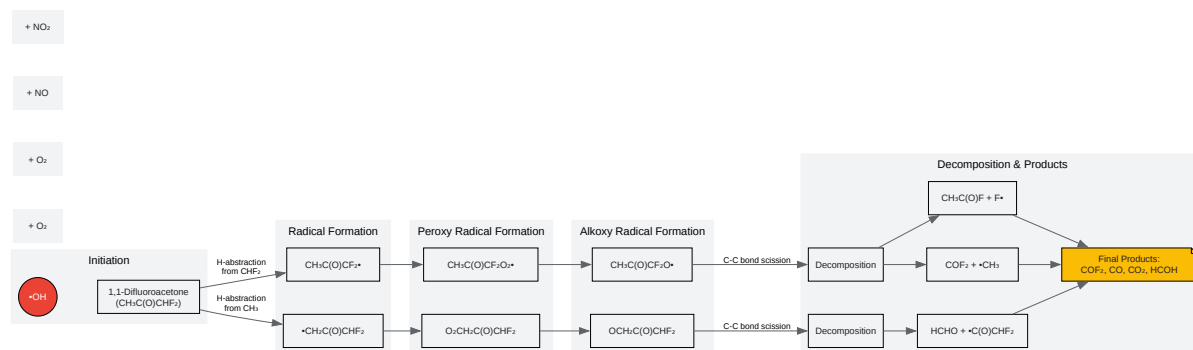 + NO₂
+ NO
+ O₂
+ O₂
Initiation
•OH
1,1-Difluoroacetone
(CH₃C(O)CHF₂)
H-abstraction
from CHF₂
H-abstraction
from CH₃
Radical Formation
CH₃C(O)CF₂•
•CH₂C(O)CHF₂
Peroxy Radical Formation
CH₃C(O)CF₂O₂•
O₂CH₂C(O)CHF₂
Alkoxy Radical Formation
CH₃C(O)CF₂O•
OCH₂C(O)CHF₂
C-C bond scission
C-C bond scission
Decomposition & Products
CH₃C(O)F + F•
Decomposition
COF₂ + •CH₃
Final Products:
COF₂, CO, CO₂, HCOH
Decomposition
HCHO + •C(O)CHF₂